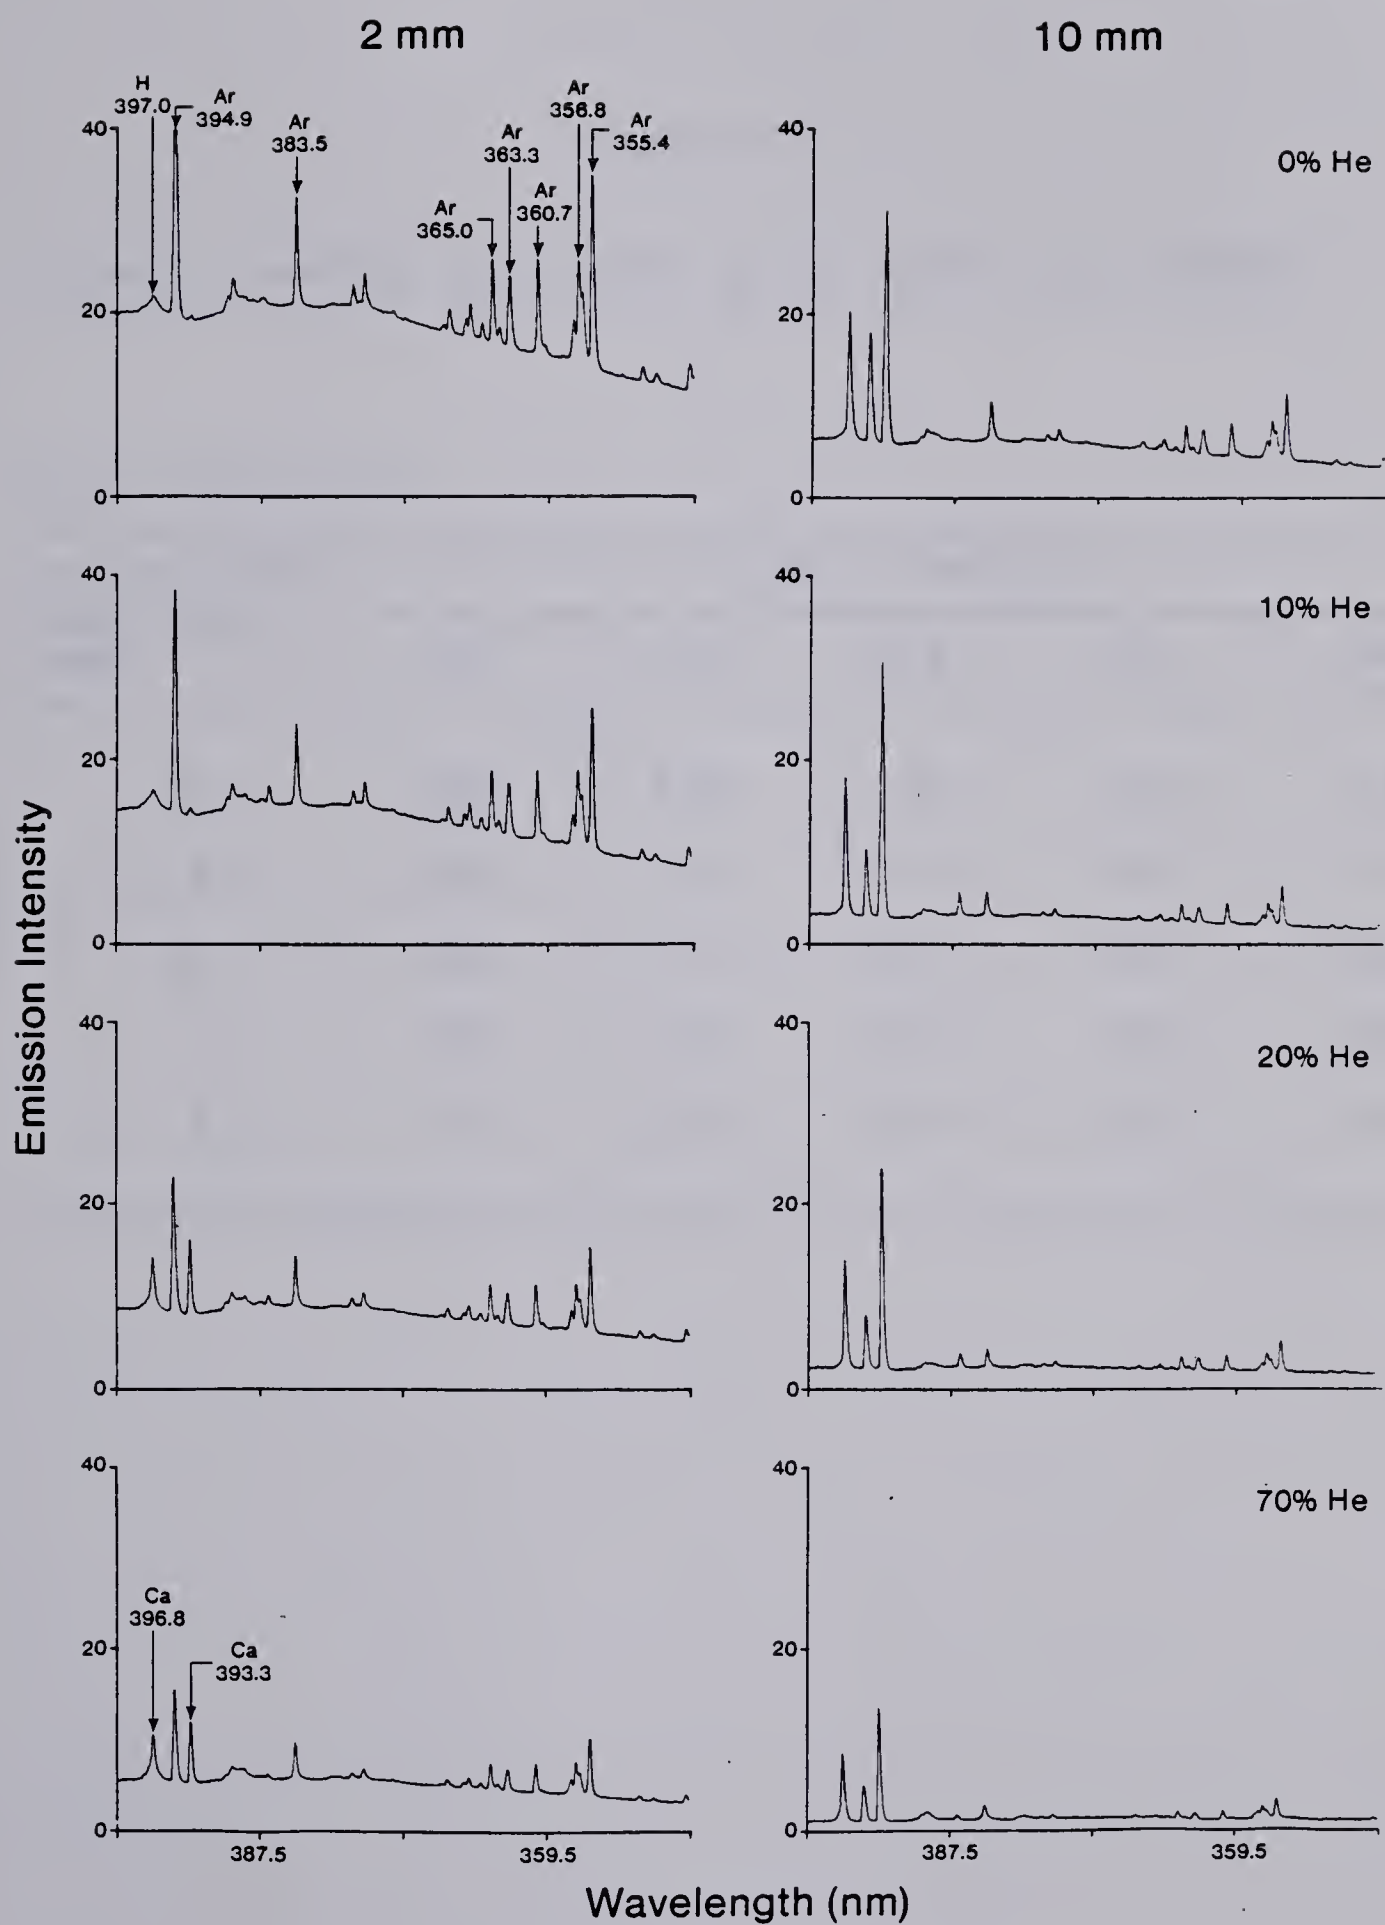 2 mm
10 mm
H
397.0
Ar
394.9
Ar
383.5
Ar
365.0
Ar
363.3
Ar
360.7
Ar
356.8
Ar
355.4
40
20
0
40
20
0
0% He
40
20
0
40
20
0
10% He
40
20
0
40
20
0
20% He
40
20
0
Ca
396.8
Ca
393.3
387.5
359.5
40
20
0
70% He
387.5
359.5
Emission Intensity
Wavelength (nm)